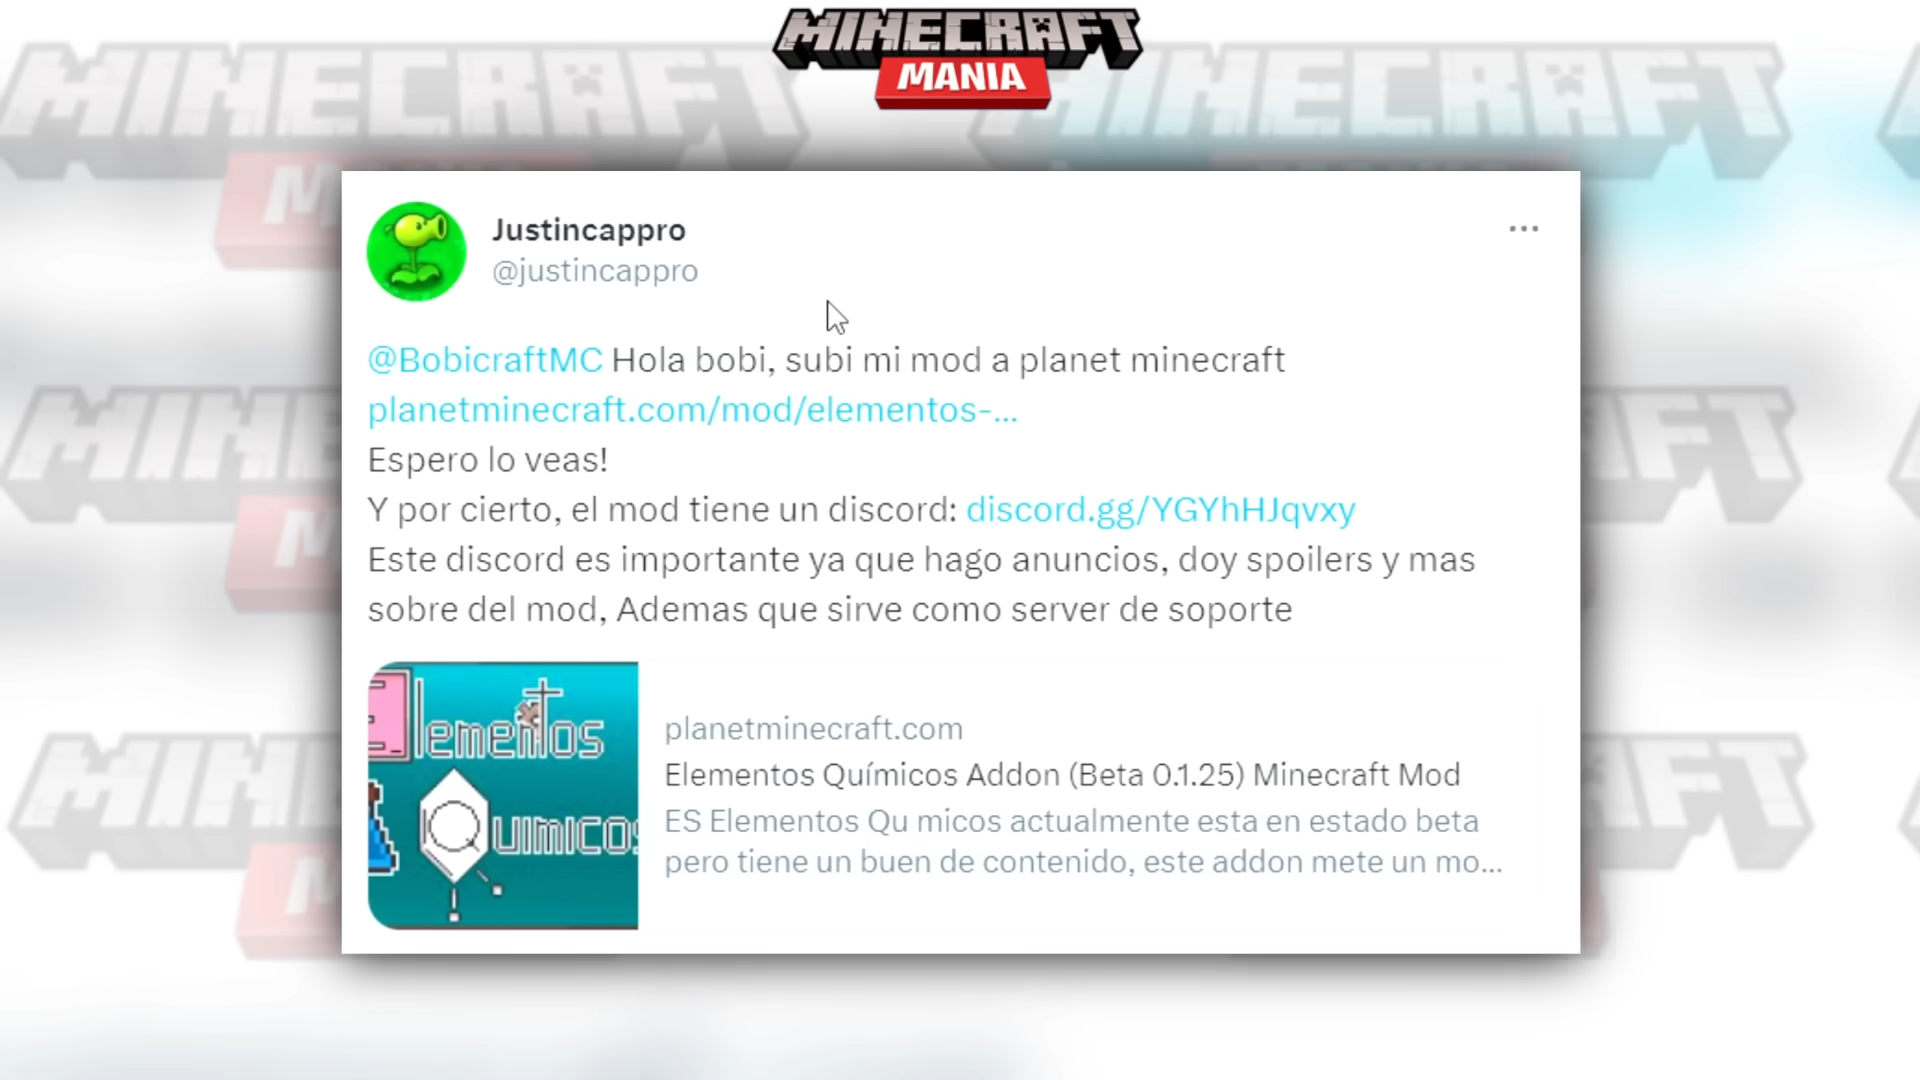 MINECRAFT
MANIA
Justincappro
@justincappro
@BobicraftMC Hola bobi, subi mi mod a planet minecraft
planetminecraft.com/mod/elementos-...
Espero lo veas!
Y por cierto, el mod tiene un discord: discord.gg/YGYhHJqvxy
Este discord es importante ya que hago anuncios, doy spoilers y mas
sobre del mod, Ademas que sirve como server de soporte
Elementos
Quimicos
planetminecraft.com
Elementos Químicos Addon (Beta 0.1.25) Minecraft Mod
ES Elementos Qu micos actualmente esta en estado beta
pero tiene un buen de contenido, este addon mete un mo...